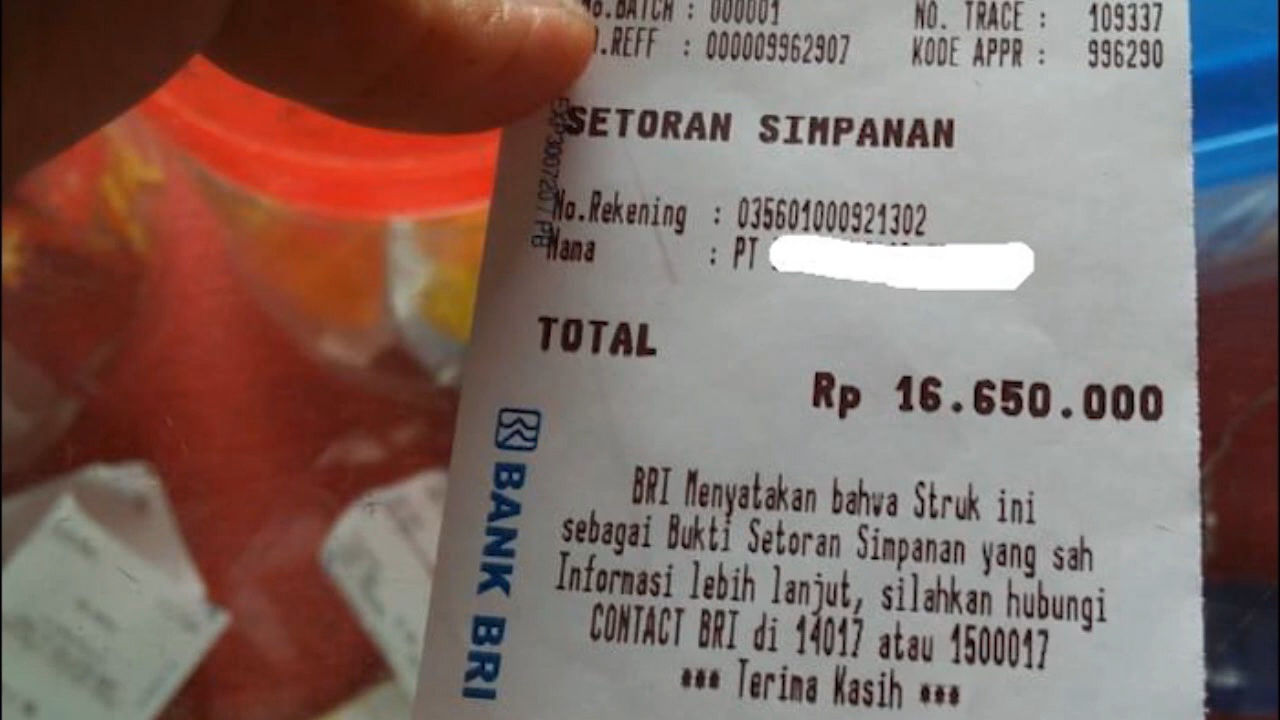 No.BATCH : 000001 NO. TRACE : 109337
.REFF : 000009962907 KODE APPR : 996290
SETORAN SIMPANAN
No.Rekening : 035601000921302
Nama : PT
TOTAL
Rp 16.650.000
BRI Menyatakan bahwa Struk ini
sebagai Bukti Setoran Simpanan yang sah
Informasi lebih lanjut, silahkan hubungi
CONTACT BRI di 14017 atau 1500017
*** Terima Kasih ***
BANK BRI